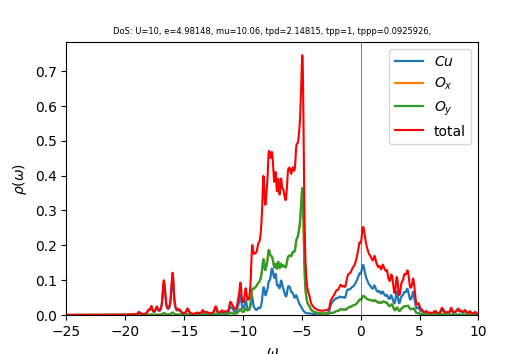 DoS: U=10, e=4.98148, mu=10.06, tpd=2.14815, tpp=1, tppp=0.0925926,
ρ(ω)
0.7
0.6
0.5
0.4
0.3
0.2
0.1
0.0
Cu
O_x
O_y
total
−25 −20 −15 −10 −5 0 5 10
ω